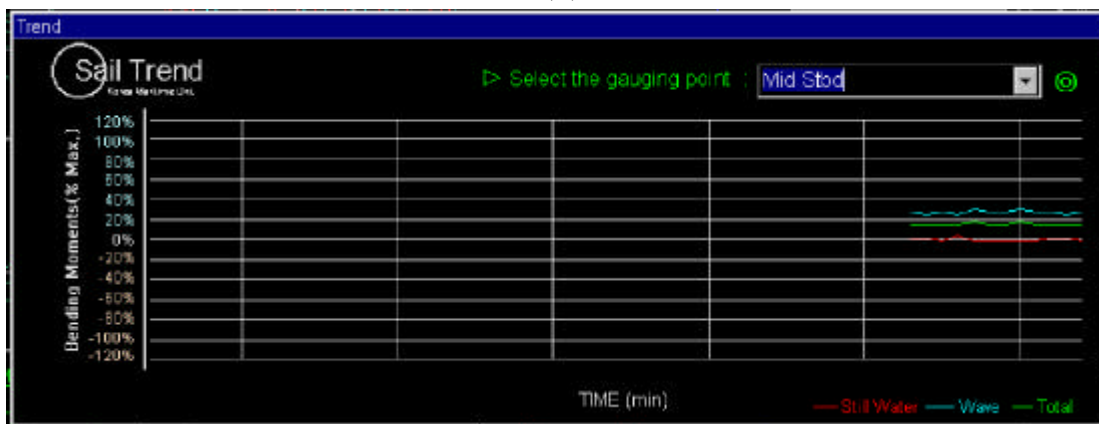 Trend
Sail Trend
Korea Maritime Uni.
▷ Select the gauging point : Mid Stbd
Bending Moments(% Max.)
120%
100%
80%
60%
40%
20%
0%
-20%
-40%
-60%
-80%
-100%
-120%
TIME (min)
Still Water Wave Total